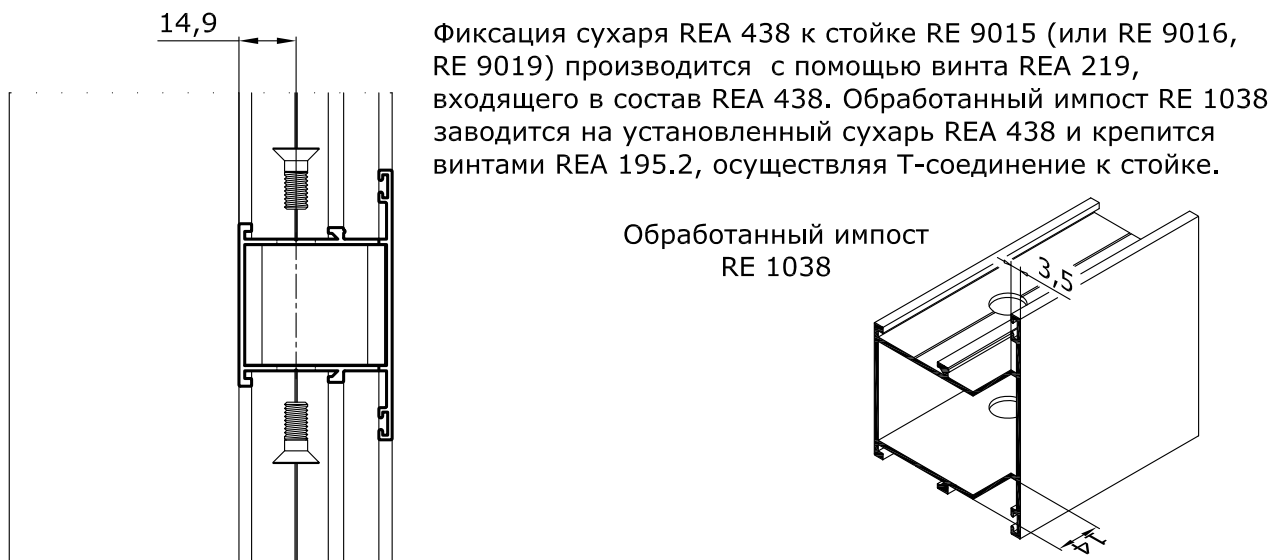 14,9
Фиксация сухаря REA 438 к стойке RE 9015 (или RE 9016,
RE 9019) производится с помощью винта REA 219,
входящего в состав REA 438. Обработанный импост RE 1038
заводится на установленный сухарь REA 438 и крепится
винтами REA 195.2, осуществляя Т-соединение к стойке.
Обработанный импост
RE 1038
3,5
14